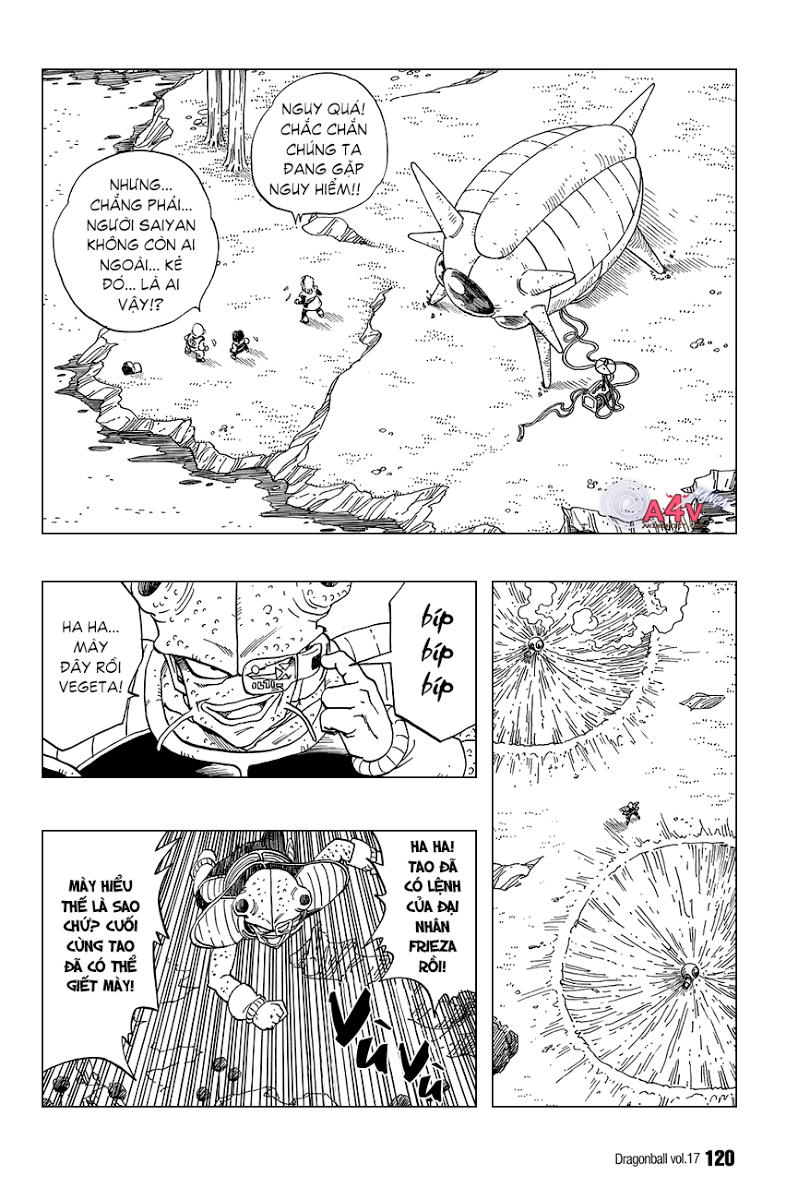 NGUY QUÁ!
CHẮC CHẮN
CHÚNG TA
ĐANG GẶP
NGUY HIỂM!!
NHƯNG...
CHẲNG PHẢI...
NGƯỜI SAIYAN
KHÔNG CÒN AI
NGOÀI... KẺ
ĐÓ... LÀ AI
VẬY!?
A4V
HA HA...
MÀY
ĐÂY RỒI
VEGETA!
bíp
bíp
bíp
HA HA!
TAO ĐÃ
CÓ LỆNH
CỦA ĐẠI
NHÂN
FRIEZA
RỒI!
MÀY HIỂU
THẾ LÀ SAO
CHỨ? CUỐI
CÙNG TAO
ĐÃ CÓ THỂ
GIẾT MÀY!
VÙ VÙ
Dragonball vol.17 120